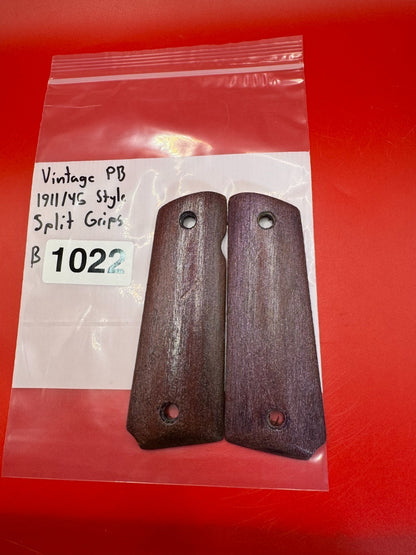 Vintage PB
1911/45 Style
Split Grips
B 1022